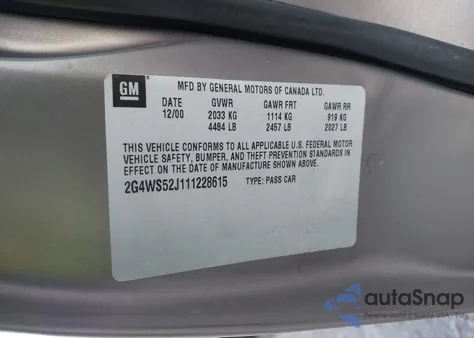 GM
MFD BY GENERAL MOTORS OF CANADA LTD.
DATE GVWR GAWR FRT GAWR RR
12/00 2033 KG 1114 KG 919 KG
4484 LB 2457 LB 2027 LB
THIS VEHICLE CONFORMS TO ALL APPLICABLE U.S. FEDERAL MOTOR
VEHICLE SAFETY, BUMPER, AND THEFT PREVENTION STANDARDS IN
EFFECT ON THE DATE OF MANUFACTURE SHOWN ABOVE.
2G4WS52J111228615 TYPE: PASS CAR
autoSnap